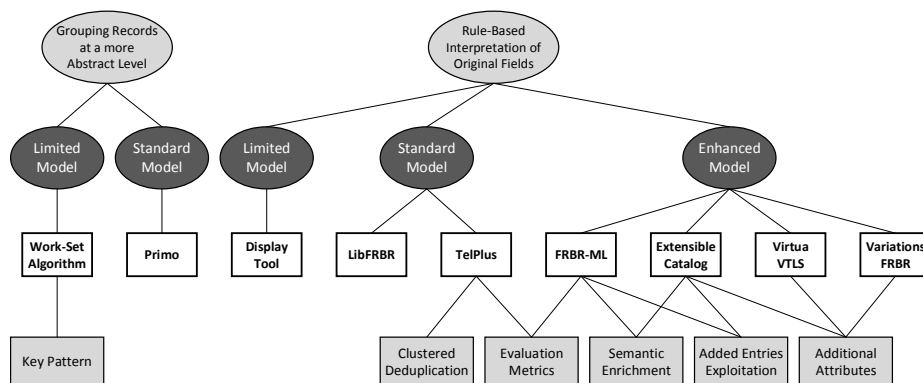 Grouping Records
at a more
Abstract Level
Rule-Based
Interpretation of
Original Fields
Limited
Model
Standard
Model
Limited
Model
Standard
Model
Enhanced
Model
Work-Set
Algorithm
Primo
Display
Tool
LibFRBR
TelPlus
FRBR-ML
Extensible
Catalog
Virtua
VTLS
Variations
FRBR
Key Pattern
Clustered
Deduplication
Evaluation
Metrics
Semantic
Enrichment
Added Entries
Exploitation
Additional
Attributes